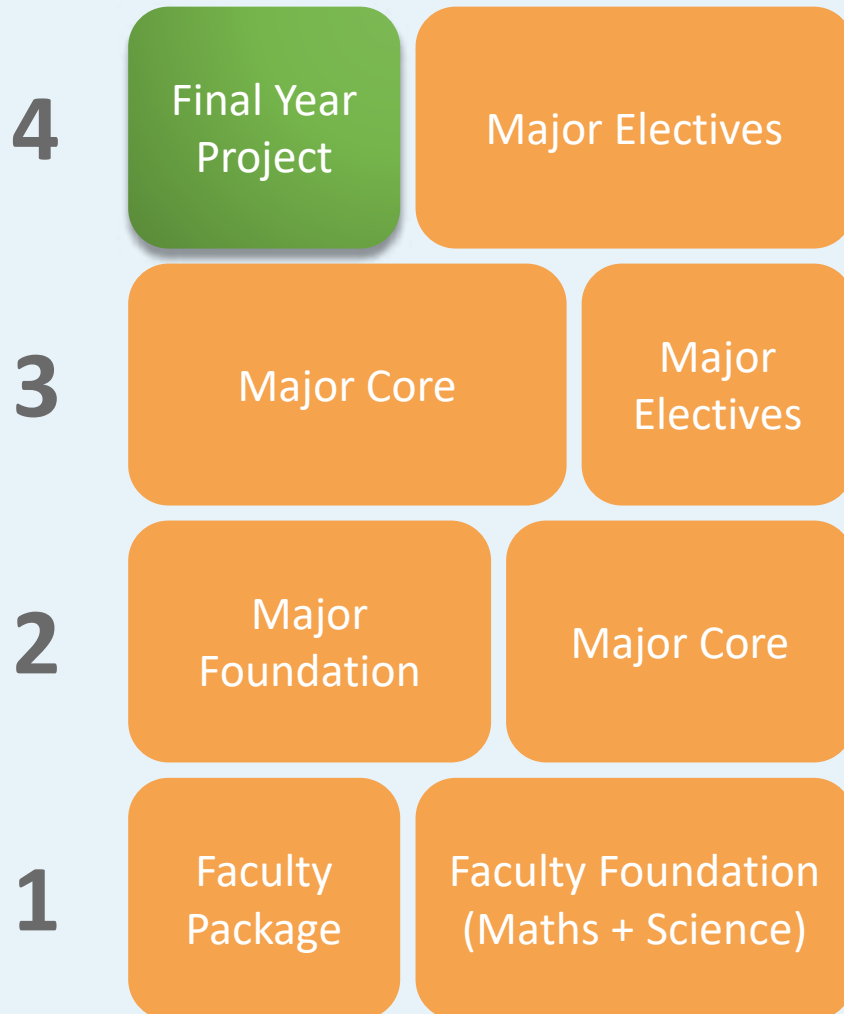 4
Final Year
Project
Major Electives
3
Major Core
Major
Electives
2
Major
Foundation
Major Core
1
Faculty
Package
Faculty Foundation
(Maths + Science)